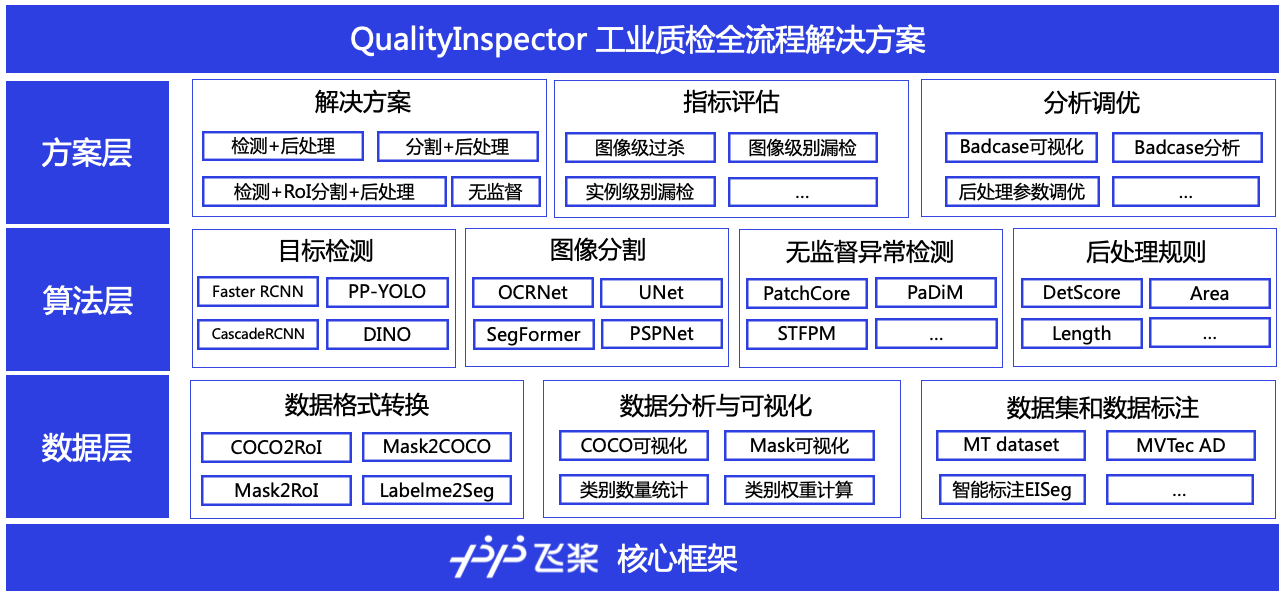 QualityInspector 工业质检全流程解决方案
方案层
解决方案
检测+后处理
分割+后处理
检测+RoI分割+后处理
无监督
指标评估
图像级过杀
图像级别漏检
实例级别漏检
...
分析调优
Badcase可视化
Badcase分析
后处理参数调优
...
算法层
目标检测
Faster RCNN
PP-YOLO
CascadeRCNN
DINO
图像分割
OCRNet
UNet
SegFormer
PSPNet
无监督异常检测
PatchCore
PaDiM
STFPM
...
后处理规则
DetScore
Area
Length
...
数据层
数据格式转换
COCO2RoI
Mask2COCO
Mask2RoI
Labelme2Seg
数据分析与可视化
COCO可视化
Mask可视化
类别数量统计
类别权重计算
数据集和数据标注
MT dataset
MVTec AD
智能标注EISeg
...
飞桨 核心框架